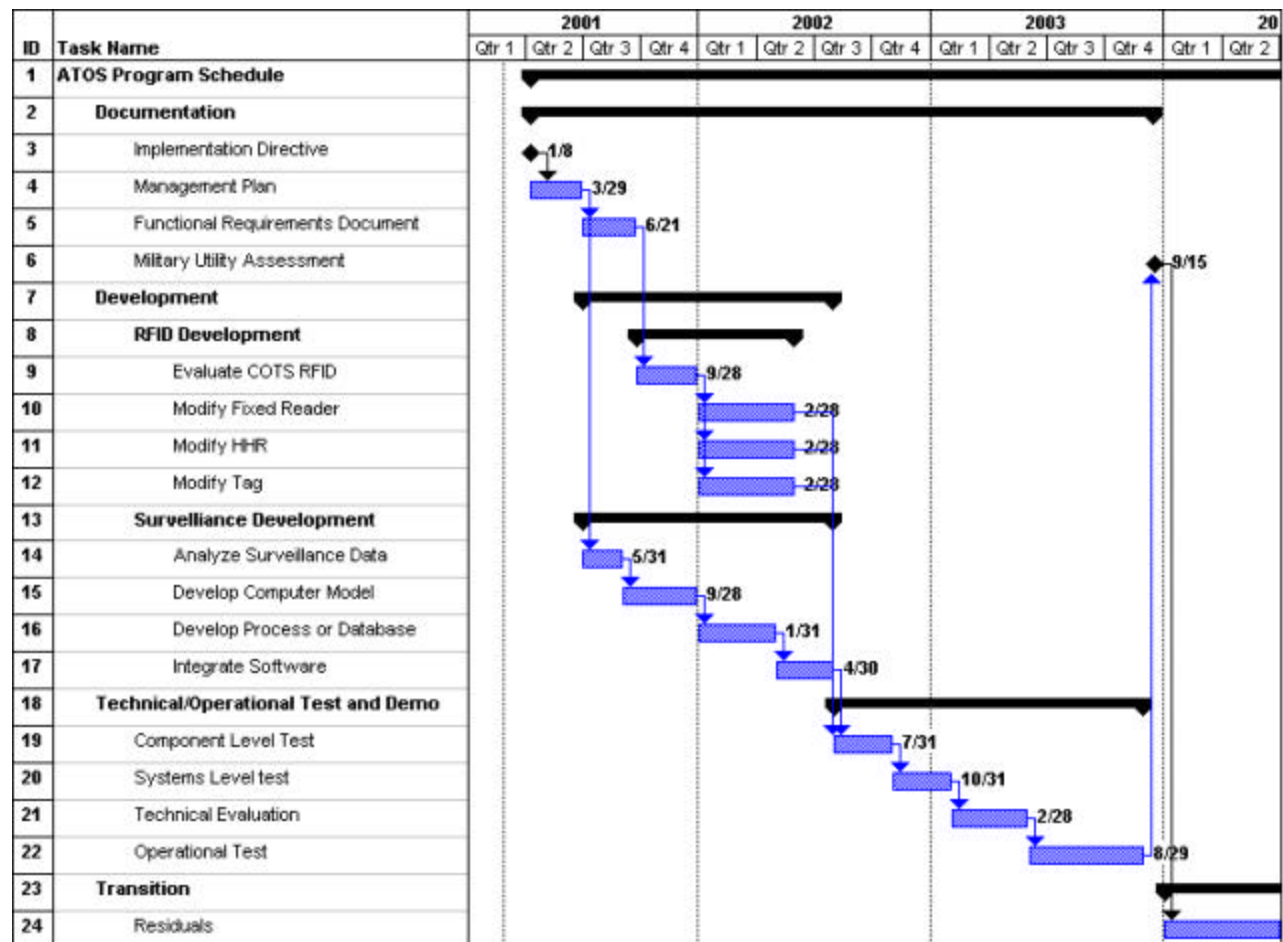 2001 2002 2003 20
ID Task Name Qtr 1 Qtr 2 Qtr 3 Qtr 4 Qtr 1 Qtr 2 Qtr 3 Qtr 4 Qtr 1 Qtr 2 Qtr 3 Qtr 4 Qtr 1 Qtr 2
1 ATOS Program Schedule
2 Documentation
3 Implementation Directive 1/8
4 Management Plan 3/29
5 Functional Requirements Document 6/21
6 Military Utility Assessment 9/15
7 Development
8 RFID Development
9 Evaluate COTS RFID 9/28
10 Modify Fixed Reader 2/28
11 Modify HHR 2/28
12 Modify Tag 2/28
13 Survelliance Development
14 Analyze Surveillance Data 5/31
15 Develop Computer Model 9/28
16 Develop Process or Database 1/31
17 Integrate Software 4/30
18 Technical/Operational Test and Demo
19 Component Level Test 7/31
20 Systems Level test 10/31
21 Technical Evaluation 2/28
22 Operational Test 8/29
23 Transition
24 Residuals